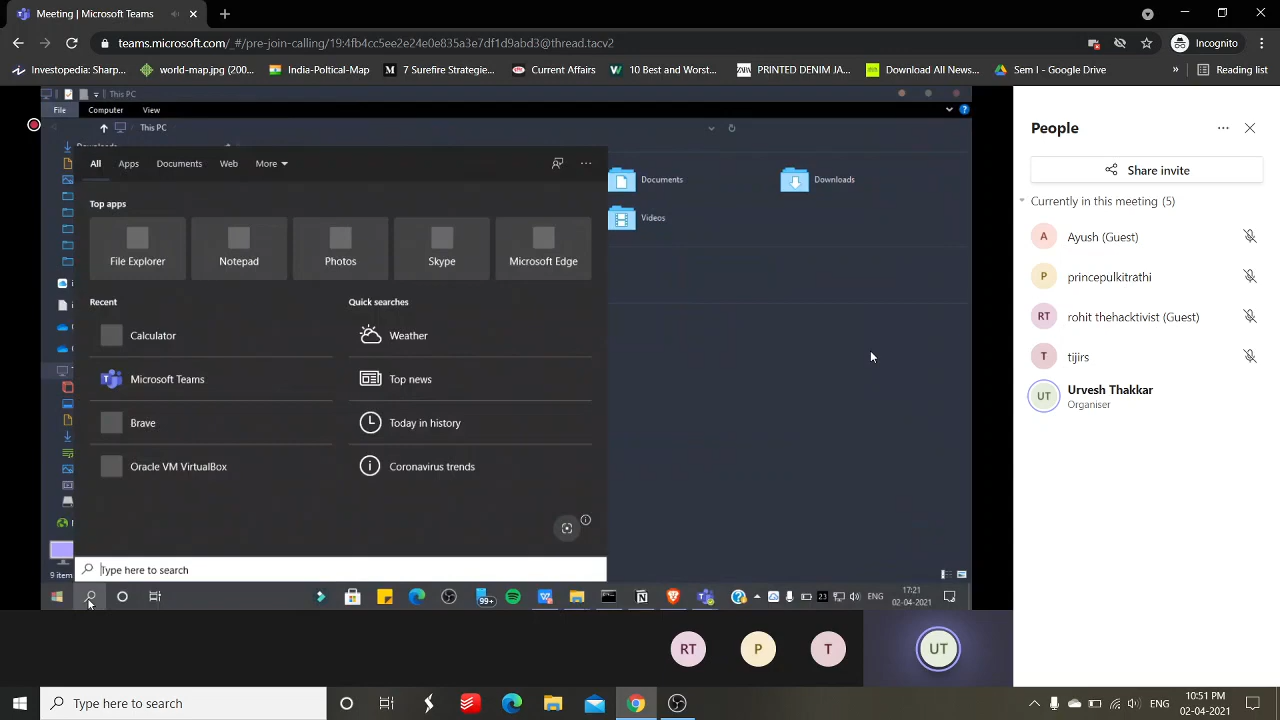 Meeting | Microsoft Teams
teams.microsoft.com/_#/pre-join-calling/19:4fb4cc5ee2e24e0e835a3e7df1d9abd3@thread.tacv2
Incognito
Investopedia- Sharp...
world-map.jpg (200...
India-Poltical-Map
7 Surefire Strategie...
Current Affairs
10 Best and Worst...
PRINTED DENIM JA...
Download All New...
Sem I - Google Drive
»
Reading list
This PC
File
Computer
View
This PC
Downloads
All
Apps
Documents
Web
More
Top apps
File Explorer
Notepad
Photos
Skype
Microsoft Edge
Recent
Quick searches
Calculator
Weather
Microsoft Teams
Top news
Brave
Today in history
Oracle VM VirtualBox
Coronavirus trends
Type here to search
Documents
Downloads
Videos
9 item
99+
23
ENG
17:21
02-04-2021
People
Share invite
Currently in this meeting (5)
A
Ayush (Guest)
P
princepulkitrathi
RT
rohit thehacktivist (Guest)
T
tijirs
UT
Urvesh Thakkar
Organiser
RT
P
T
UT
Type here to search
ENG
10:51 PM
02-04-2021